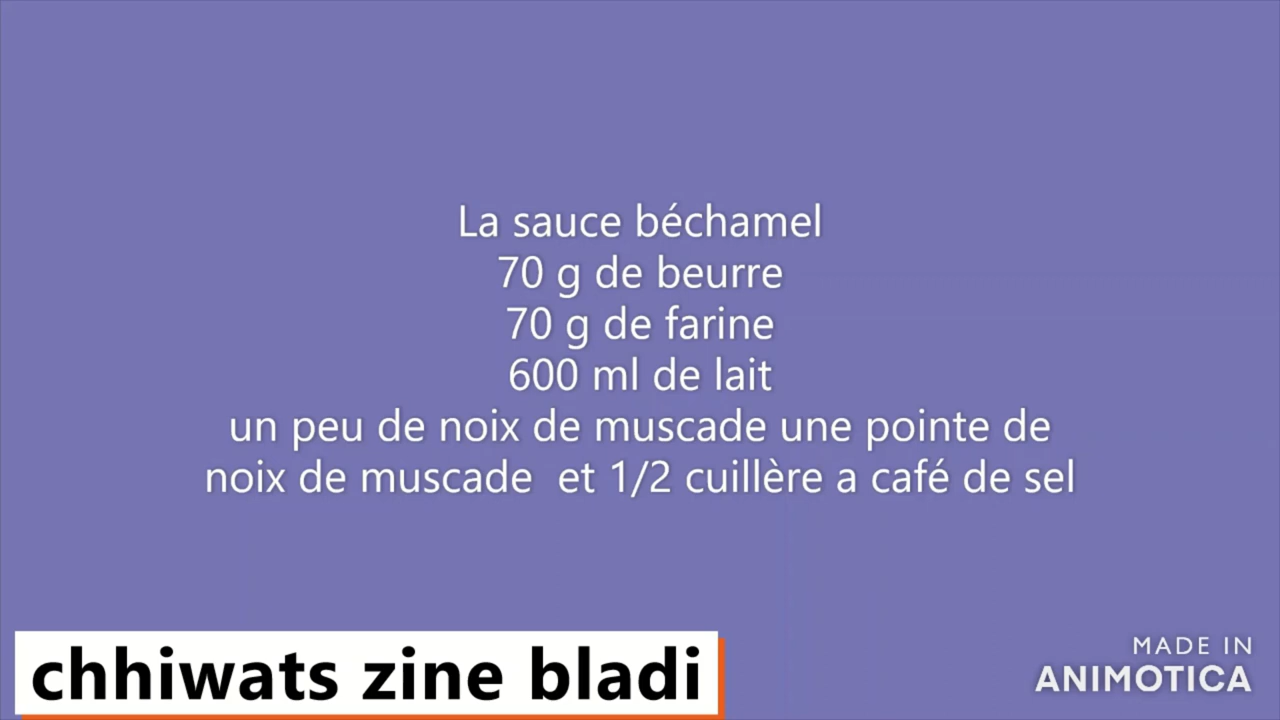 La sauce béchamel
70 g de beurre
70 g de farine
600 ml de lait
un peu de noix de muscade une pointe de
noix de muscade  et 1/2 cuillère a café de sel
chhiwats zine bladi
MADE IN
ANIMOTICA